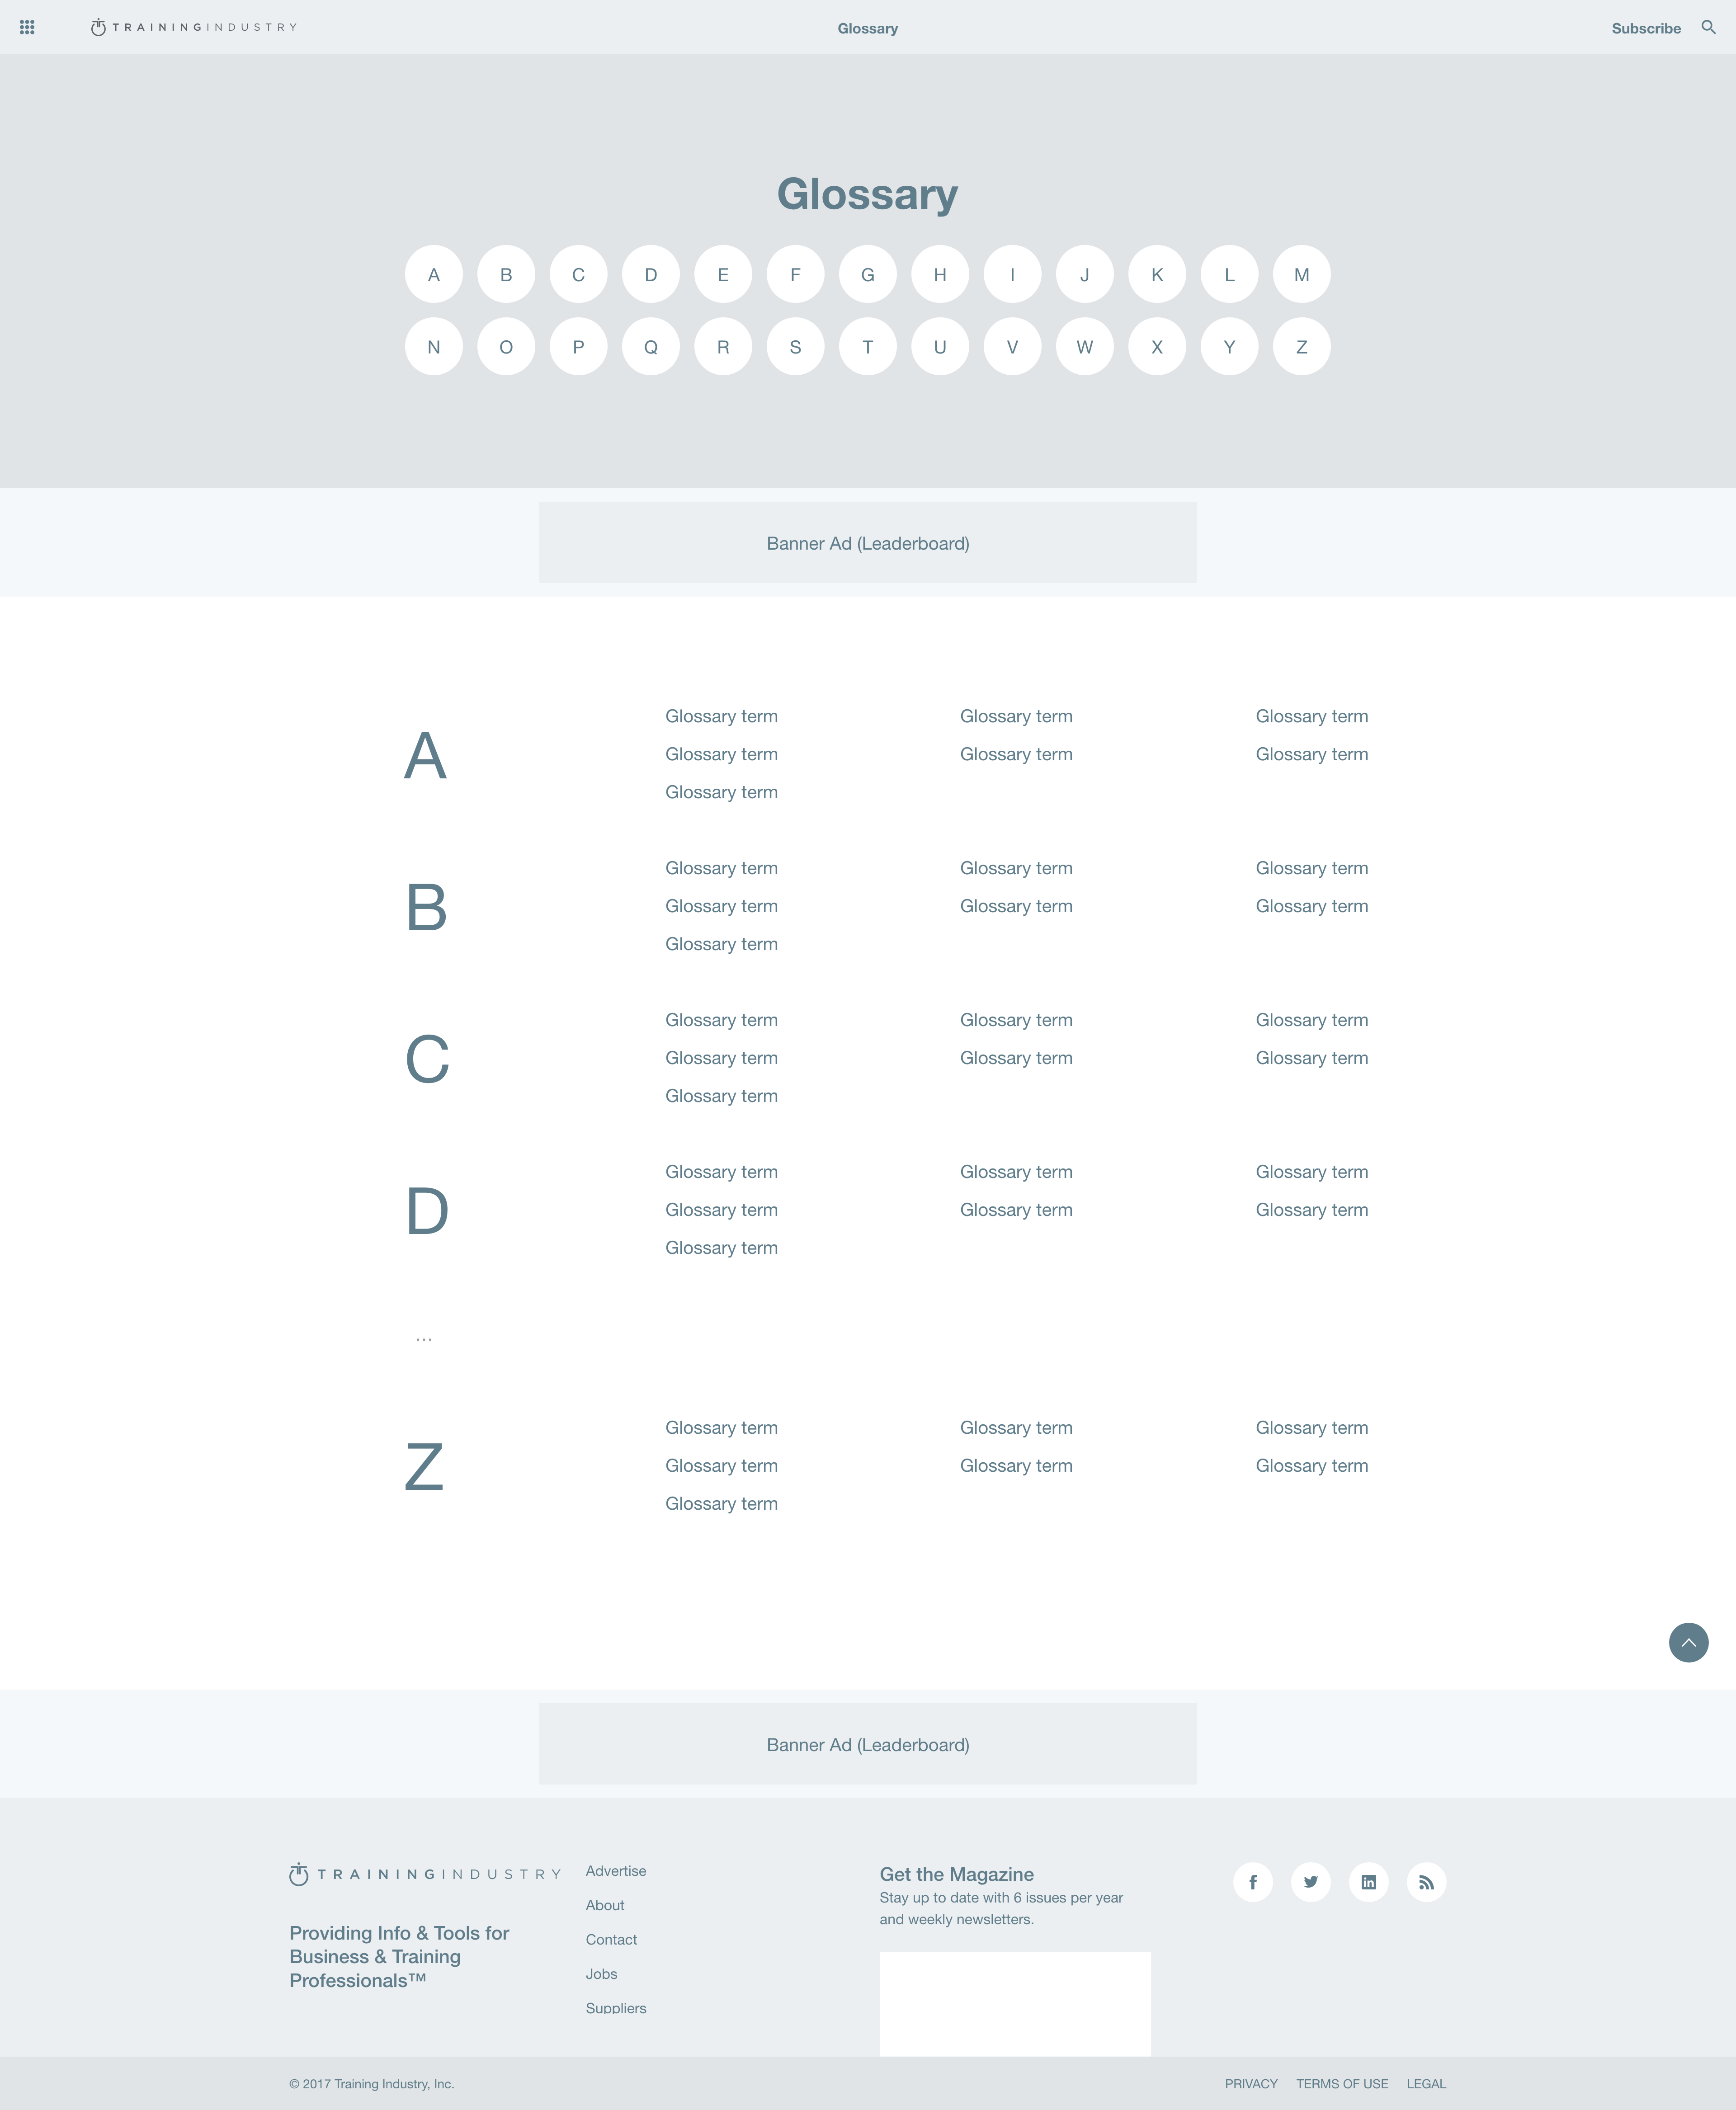 TRAININGINDUSTRY
Glossary
Subscribe
Glossary
A B C D E F G H I J K L M
N O P Q R S T U V W X Y Z
Banner Ad (Leaderboard)
A
Glossary term Glossary term Glossary term
Glossary term Glossary term Glossary term
Glossary term
B
Glossary term Glossary term Glossary term
Glossary term Glossary term Glossary term
Glossary term
C
Glossary term Glossary term Glossary term
Glossary term Glossary term Glossary term
Glossary term
D
Glossary term Glossary term Glossary term
Glossary term Glossary term Glossary term
Glossary term
...
Z
Glossary term Glossary term Glossary term
Glossary term Glossary term Glossary term
Glossary term
Banner Ad (Leaderboard)
TRAININGINDUSTRY
Providing Info & Tools for
Business & Training
Professionals™
Advertise
About
Contact
Jobs
Suppliers
Get the Magazine
Stay up to date with 6 issues per year
and weekly newsletters.
© 2017 Training Industry, Inc.
PRIVACY TERMS OF USE LEGAL